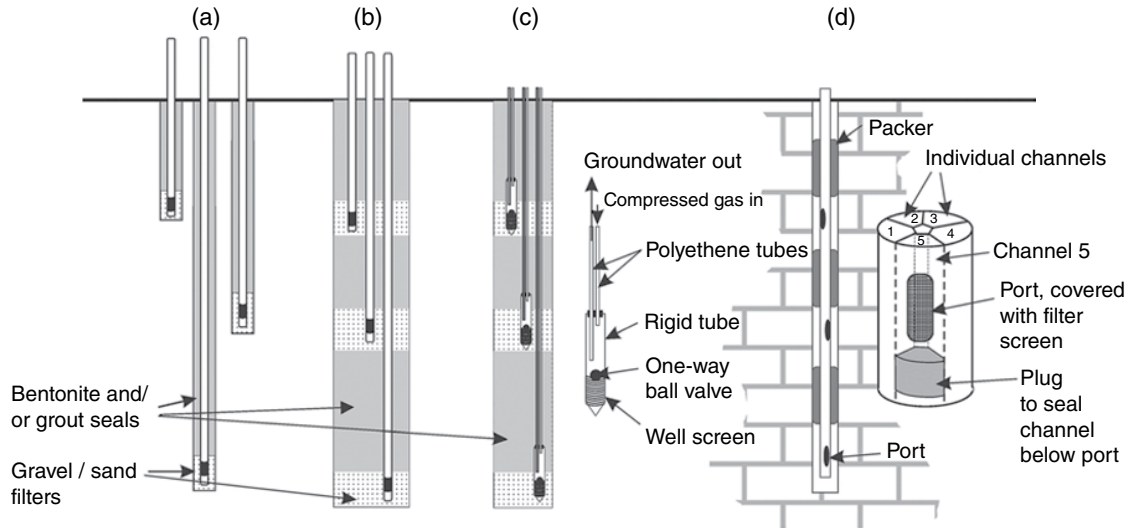 (a)
(b)
(c)
(d)
Packer
Individual channels
Groundwater out
Compressed gas in
2 3
1 4
5
Polyethene tubes
Channel 5
Port, covered
with filter
screen
Rigid tube
One-way
ball valve
Bentonite and/
or grout seals
Plug
to seal
channel
below port
Well screen
Port
Gravel / sand
filters